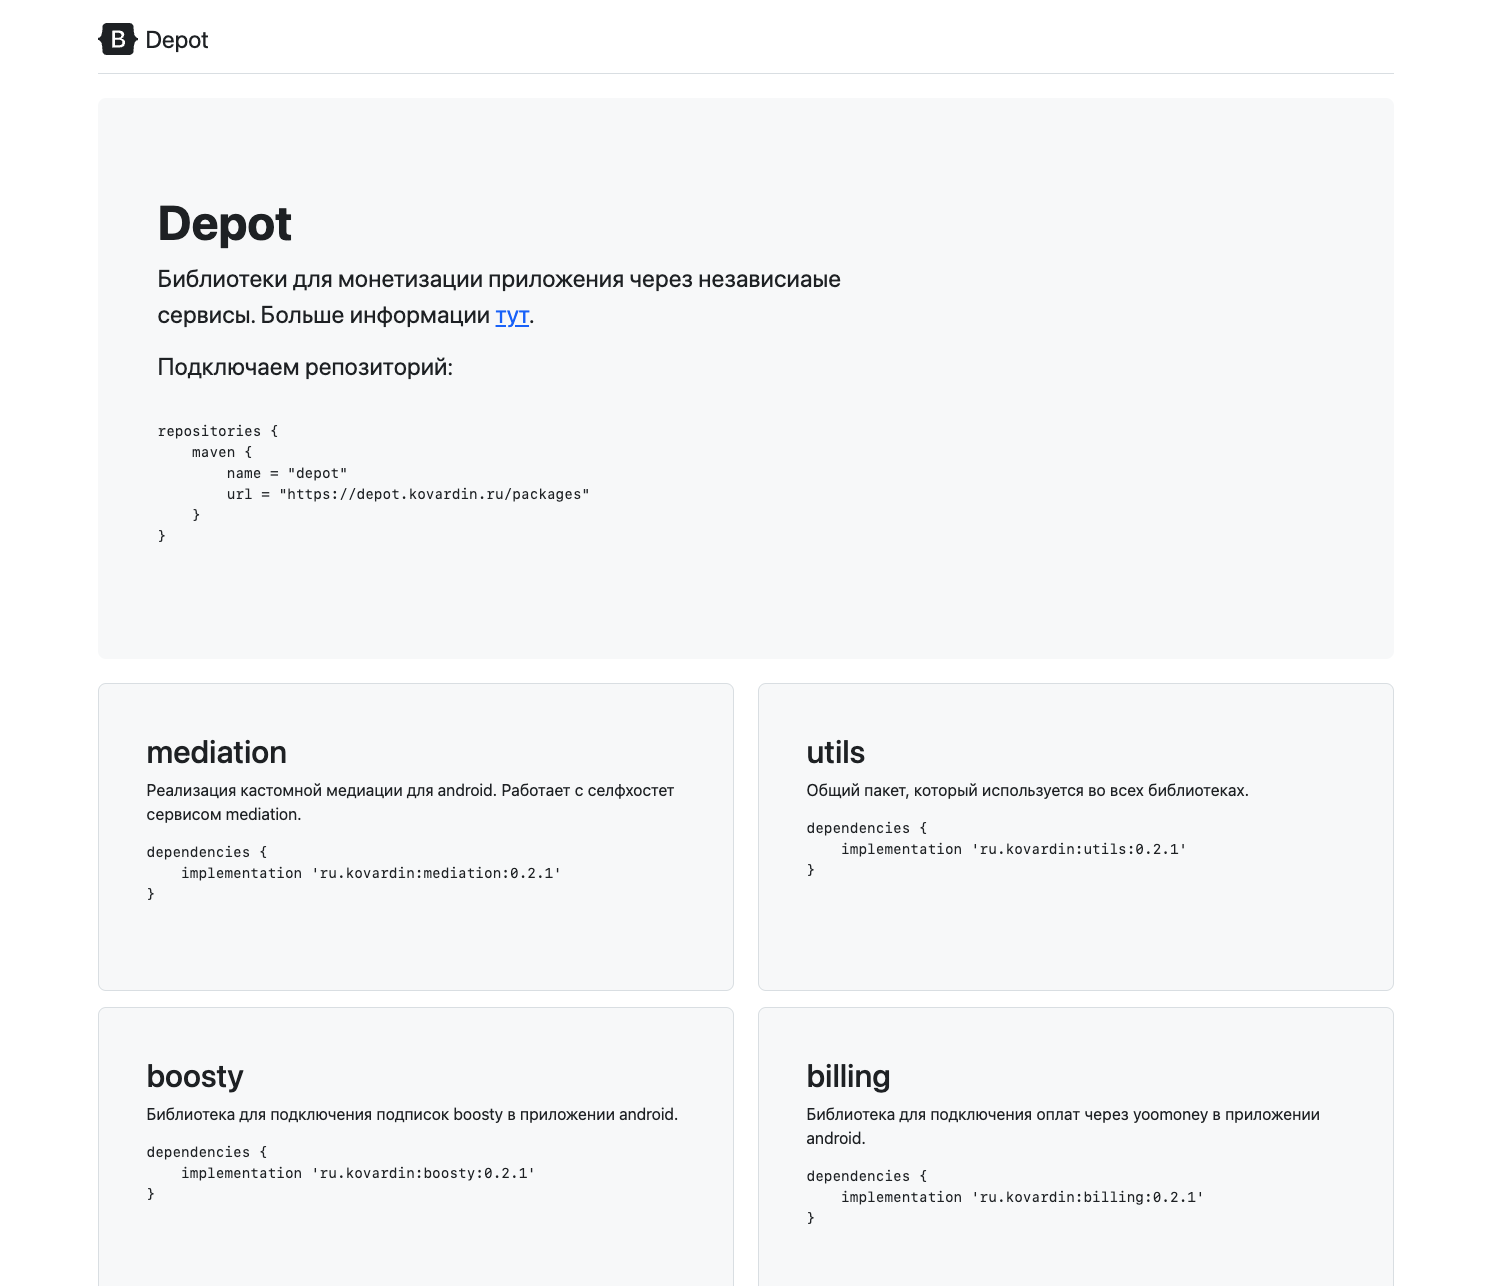 B Depot
Depot
Библиотеки для монетизации приложения через независиаые
сервисы. Больше информации тут.
Подключаем репозиторий:
repositories {
    maven {
        name = "depot"
        url = "https://depot.kovardin.ru/packages"
    }
}
mediation
Реализация кастомной медиации для android. Работает с селфхостет
сервисом mediation.
dependencies {
    implementation 'ru.kovardin:mediation:0.2.1'
}
utils
Общий пакет, который используется во всех библиотеках.
dependencies {
    implementation 'ru.kovardin:utils:0.2.1'
}
boosty
Библиотека для подключения подписок boosty в приложении android.
dependencies {
    implementation 'ru.kovardin:boosty:0.2.1'
}
billing
Библиотека для подключения оплат через yoomoney в приложении
android.
dependencies {
    implementation 'ru.kovardin:billing:0.2.1'
}